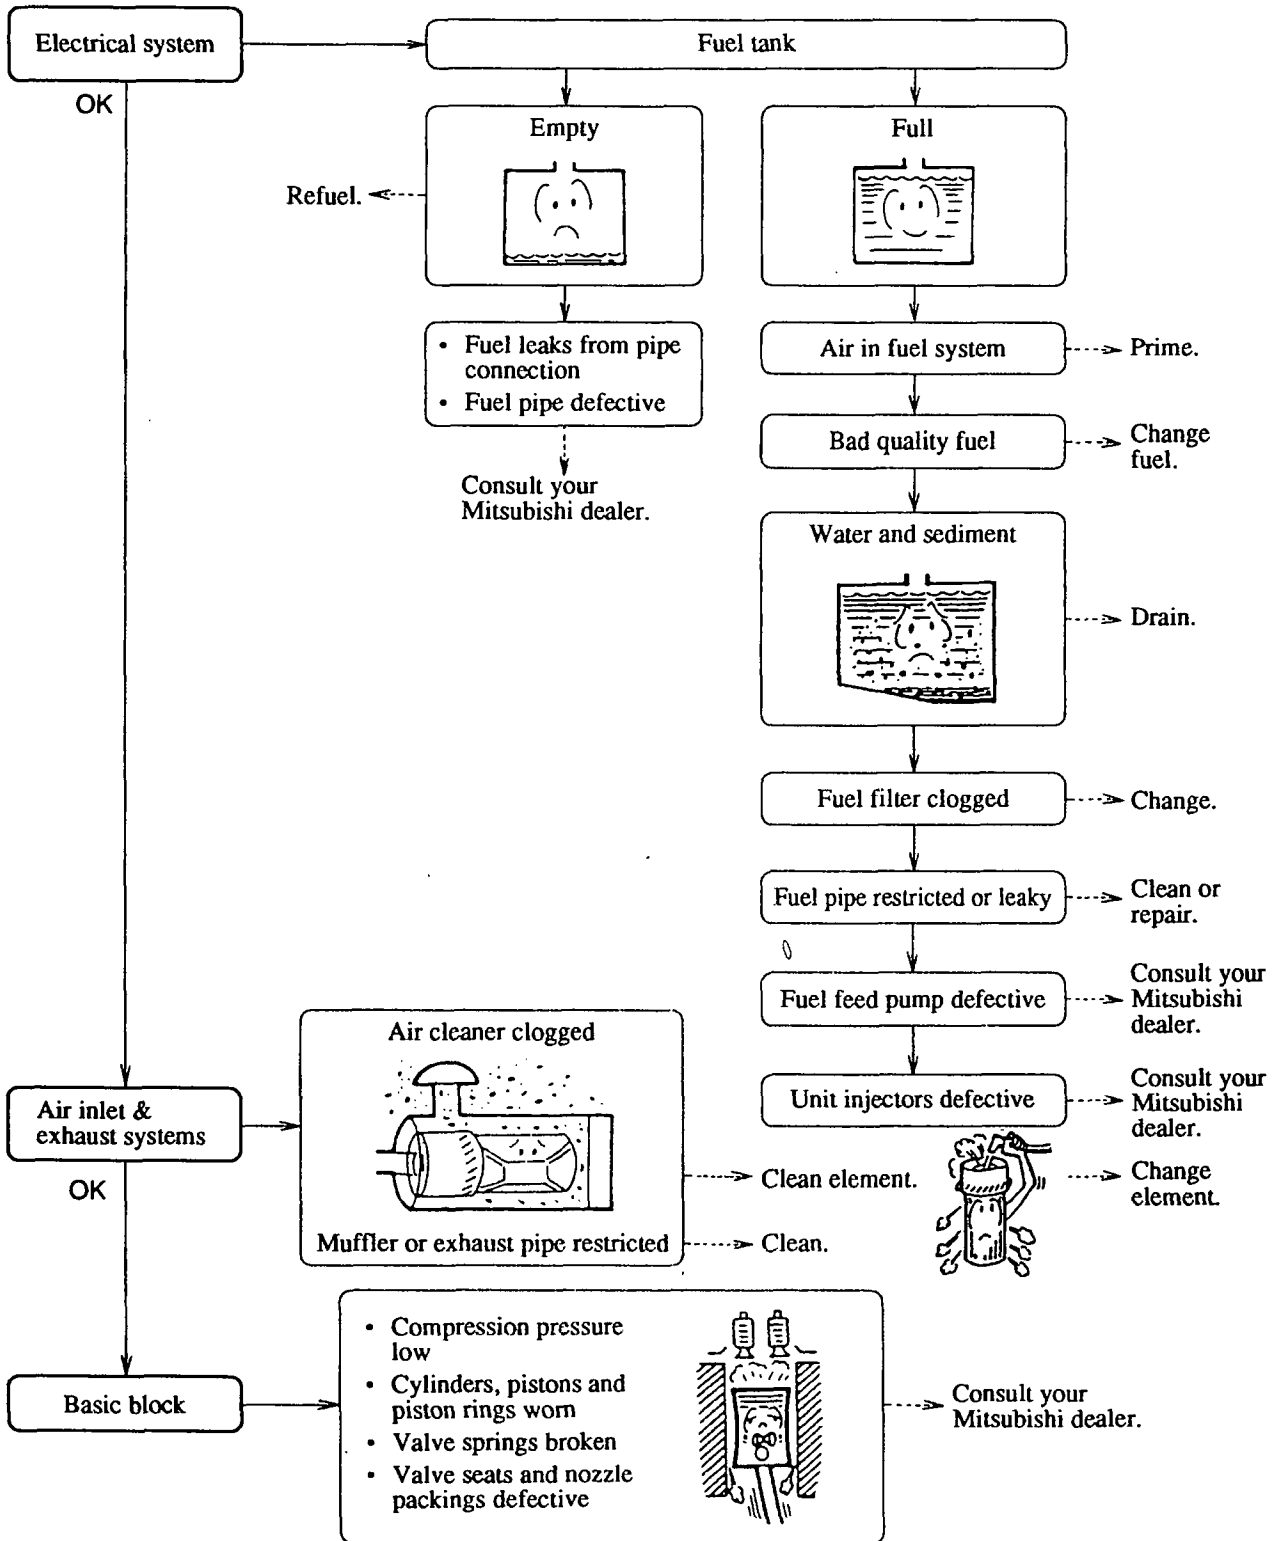 Electrical system
Fuel tank
OK
Empty
Full
Refuel.
• Fuel leaks from pipe
connection
• Fuel pipe defective
Consult your
Mitsubishi dealer.
Air in fuel system
Prime.
Bad quality fuel
Change
fuel.
Water and sediment
Drain.
Fuel filter clogged
Change.
Fuel pipe restricted or leaky
Clean or
repair.
Fuel feed pump defective
Consult your
Mitsubishi
dealer.
Unit injectors defective
Consult your
Mitsubishi
dealer.
Air inlet &
exhaust systems
Air cleaner clogged
Clean element.
Change
element.
Muffler or exhaust pipe restricted
Clean.
OK
Basic block
• Compression pressure
low
• Cylinders, pistons and
piston rings worn
• Valve springs broken
• Valve seats and nozzle
packings defective
Consult your
Mitsubishi dealer.